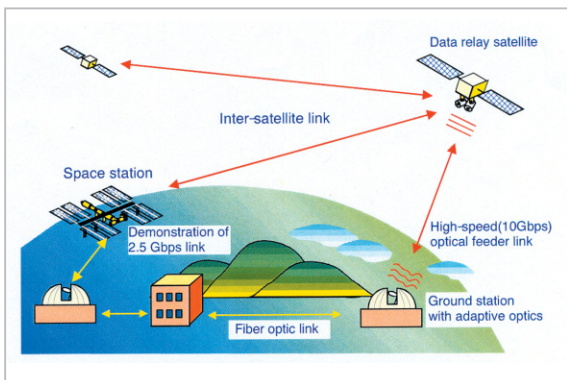 Data relay satellite
Inter-satellite link
Space station
Demonstration of
2.5 Gbps link
High-speed(10Gbps)
optical feeder link
Ground station
with adaptive optics
Fiber optic link